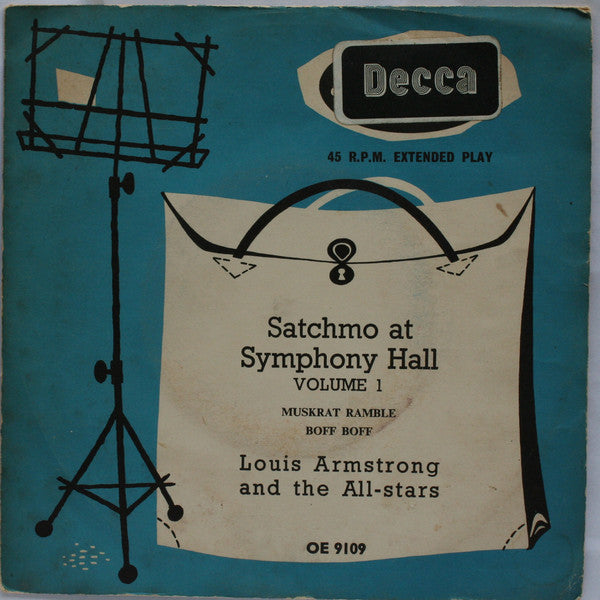 Decca
45 R.P.M. EXTENDED PLAY
Satchmo at
Symphony Hall
VOLUME 1
MUSKRAT RAMBLE
BOFF BOFF
Louis Armstrong
and the All-stars
OE 9109